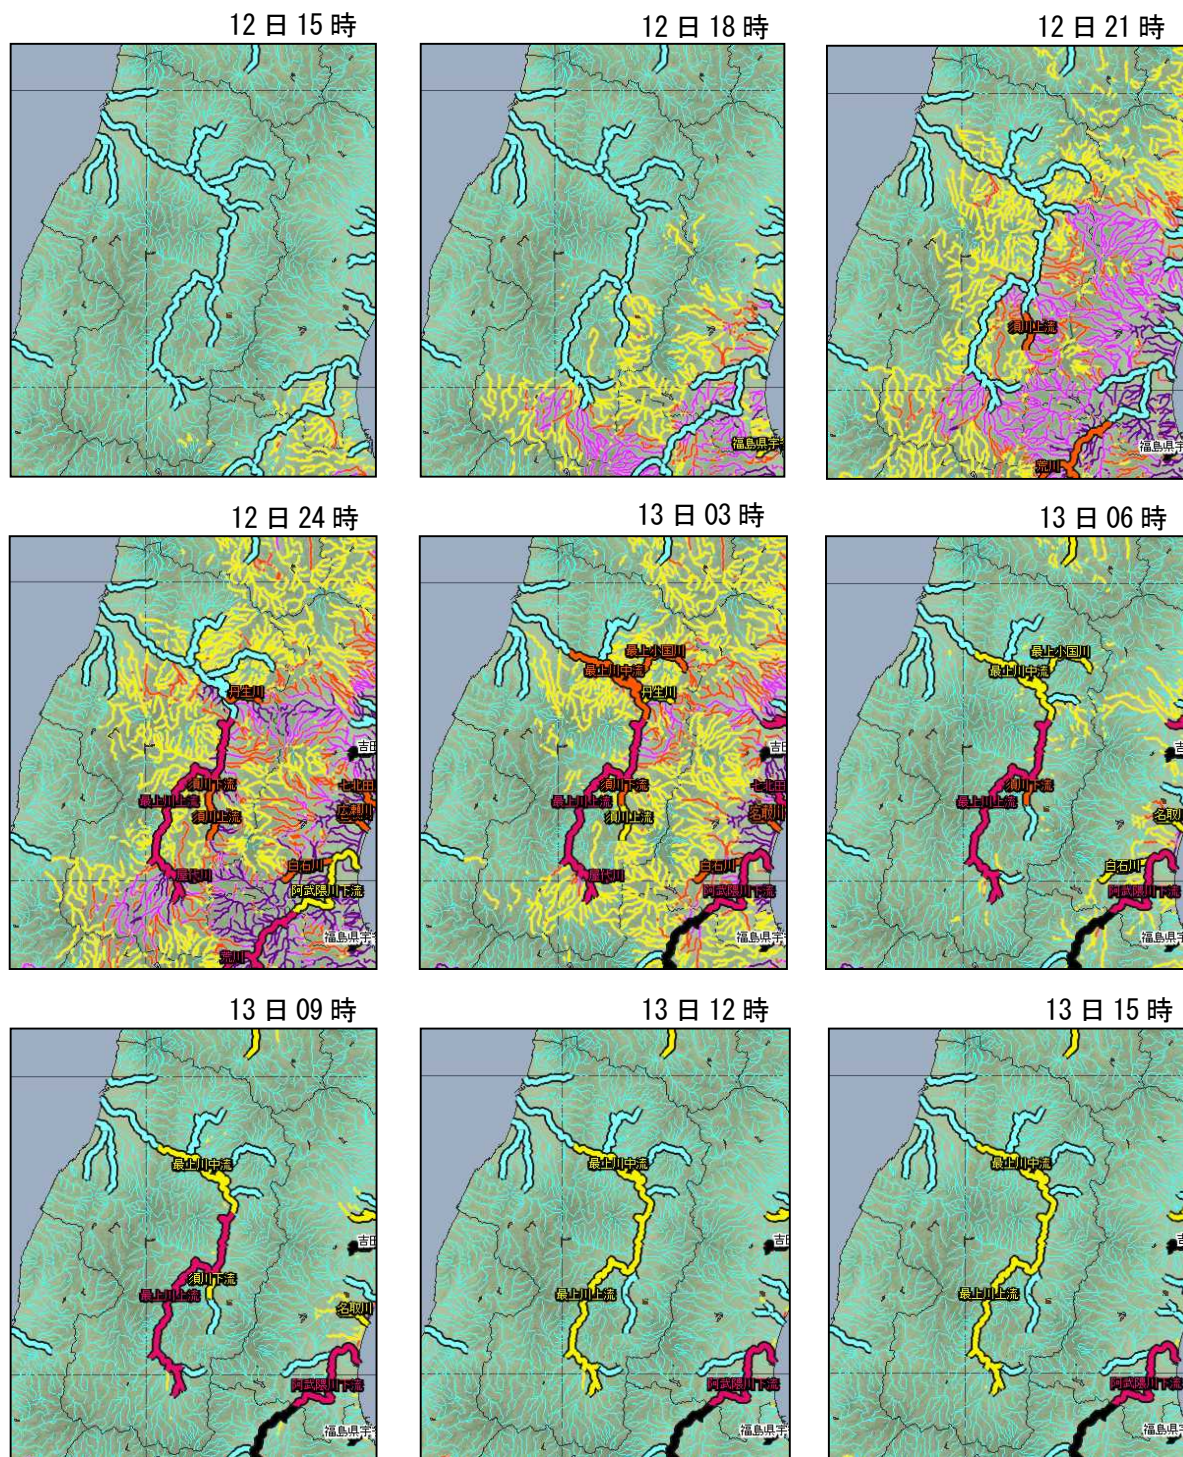 12日15時
12日18時
福島県宇
12日21時
須川上流
福島県宇
荒川
12日24時
丹生川
吉田
須川下流
七北田
最上川上流
須川上流
広瀬川
屋代川
白石川
阿武隈川下流
福島県宇
荒川
13日03時
最上小国川
最上川中流
丹生川
吉田
須川下流
七北田
最上川上流
須川上流
名取川
屋代川
白石川
阿武隈川下流
福島県宇
13日06時
最上小国川
最上川中流
吉
須川下流
最上川上流
名取川
白石川
阿武隈川下流
福島県宇
13日09時
最上川中流
吉田
須川下流
最上川上流
名取川
阿武隈川下流
福島県宇
13日12時
最上川中流
吉
最上川上流
阿武隈川下流
福島県宇
13日15時
最上川中流
吉
最上川上流
阿武隈川下流
福島県宇